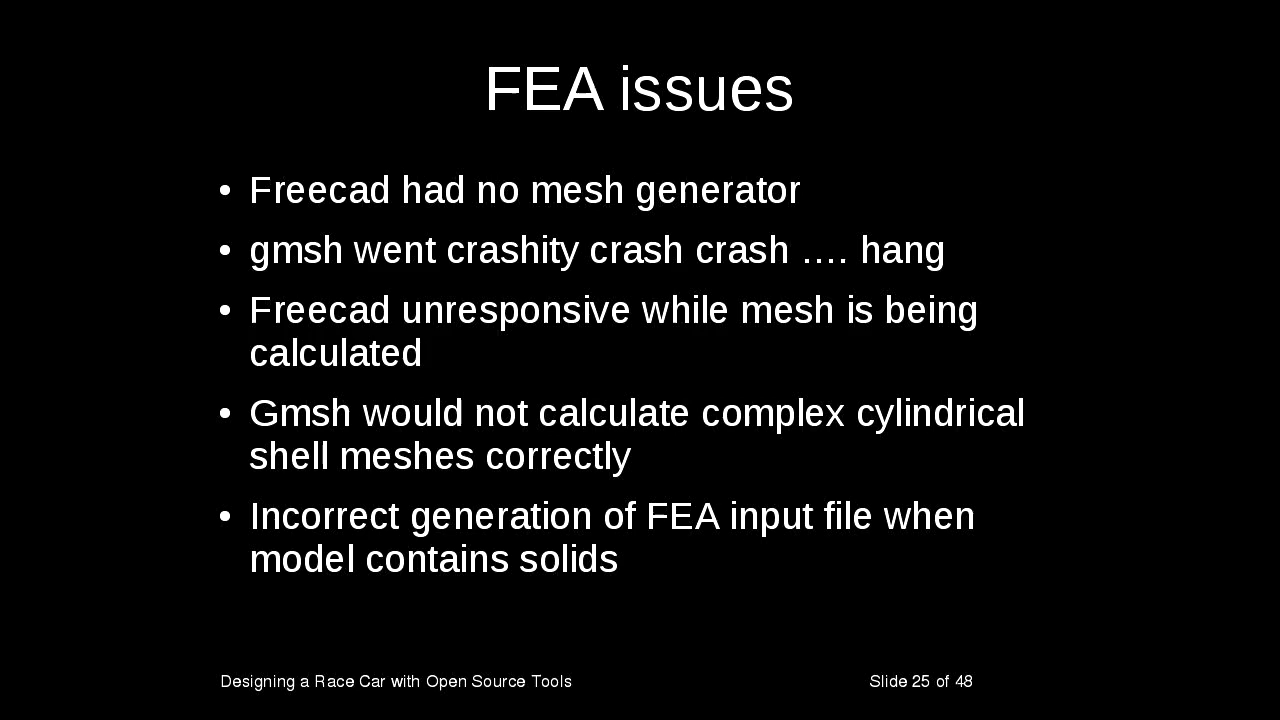 FEA issues
• Freecad had no mesh generator
• gmsh went crashity crash crash .... hang
• Freecad unresponsive while mesh is being
calculated
• Gmsh would not calculate complex cylindrical
shell meshes correctly
• Incorrect generation of FEA input file when
model contains solids
Designing a Race Car with Open Source Tools
Slide 25 of 48